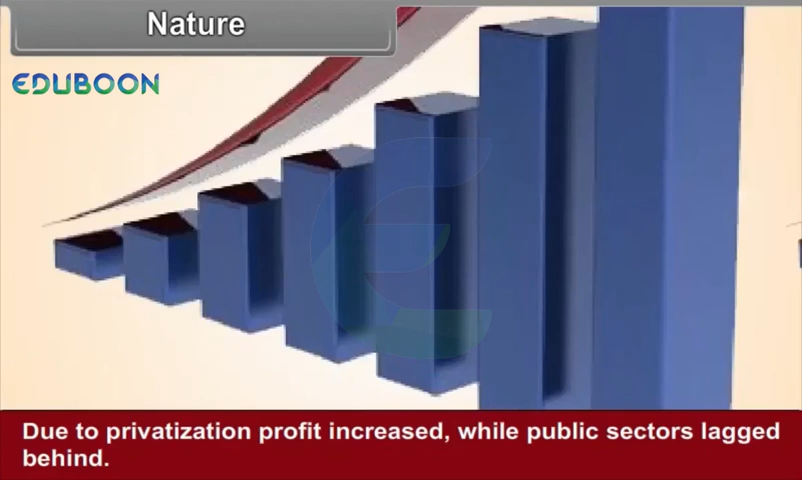 Nature
EDUBOON
Due to privatization profit increased, while public sectors lagged
behind.